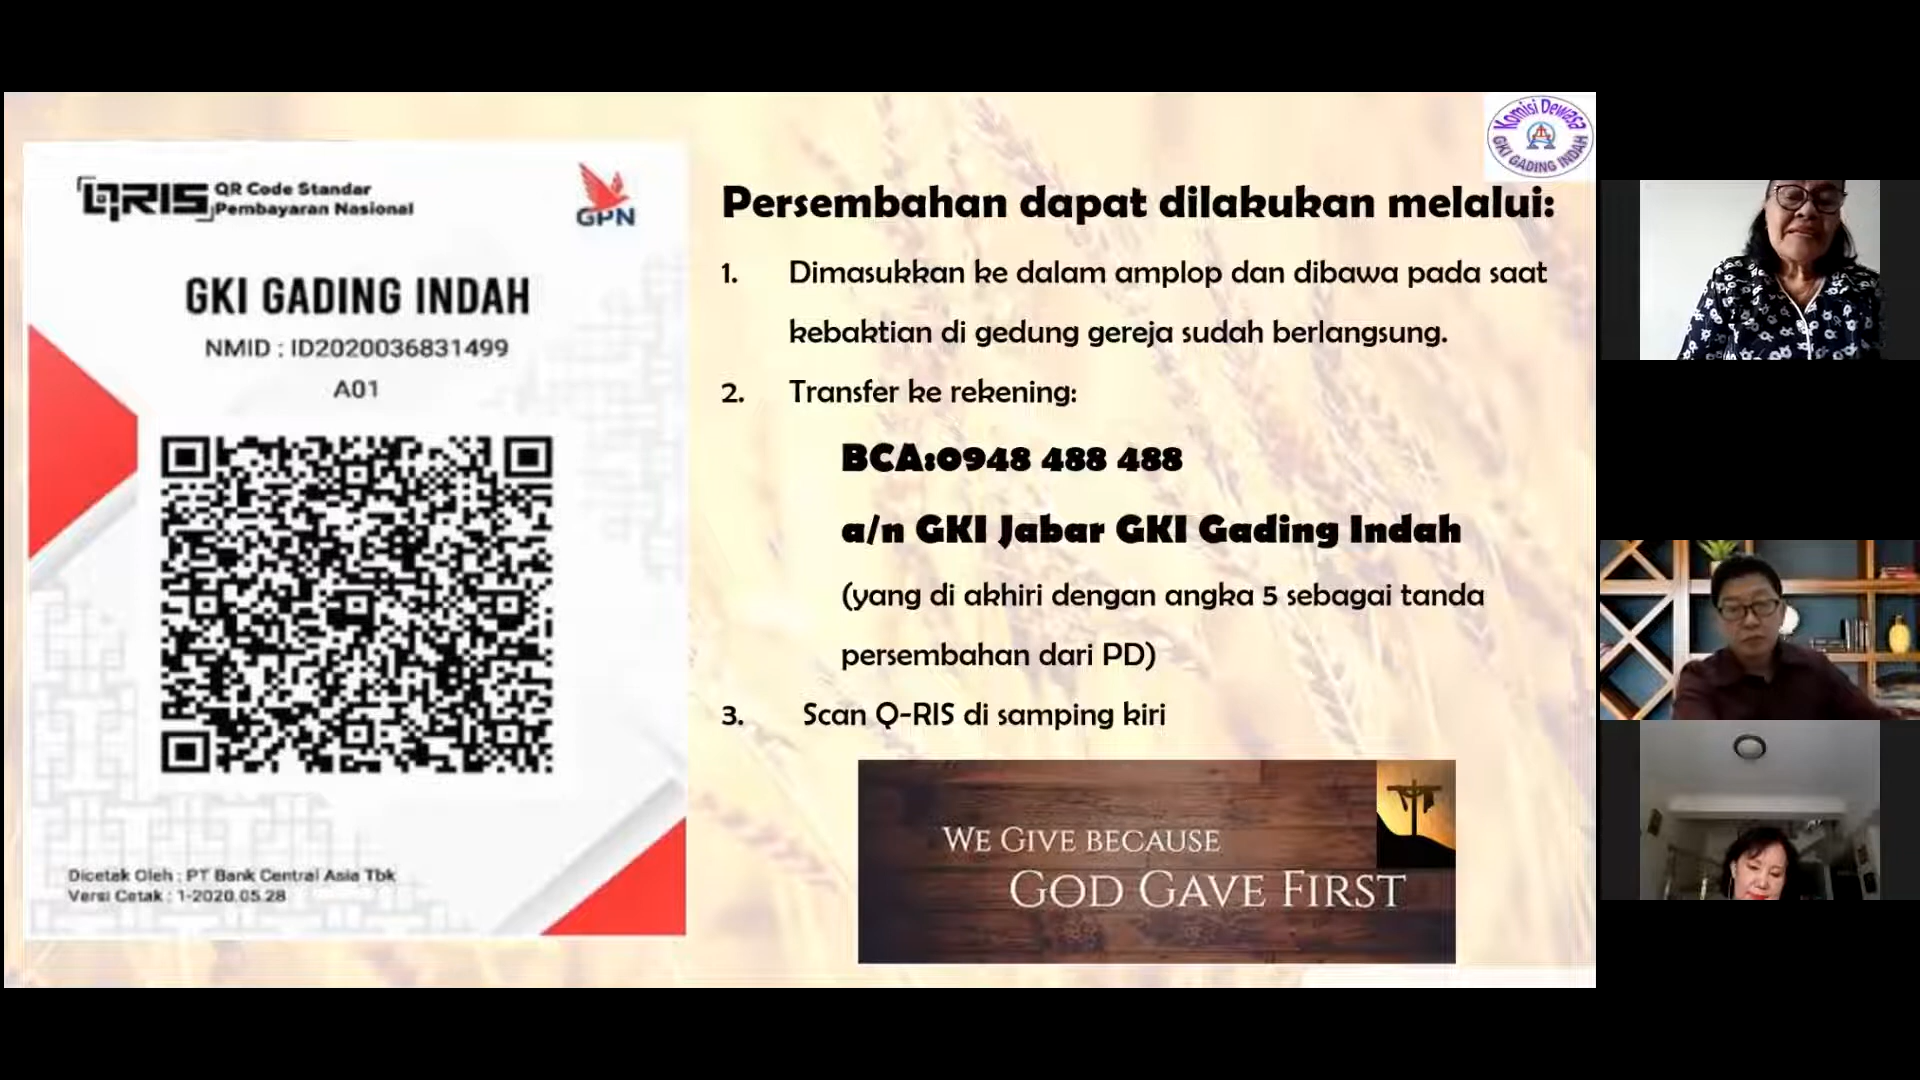 Komisi Dewasa
GKI GADING INDAH
QRIS
QR Code Standar
Pembayaran Nasional
GPN
GKI GADING INDAH
NMID : ID2020036831499
A01
Dicetak Oleh : PT Bank Central Asia Tbk
Versi Cetak : 1-2020.05.28
Persembahan dapat dilakukan melalui:
1. Dimasukkan ke dalam amplop dan dibawa pada saat
kebaktian di gedung gereja sudah berlangsung.
2. Transfer ke rekening:
BCA:0948 488 488
a/n GKI Jabar GKI Gading Indah
(yang di akhiri dengan angka 5 sebagai tanda
persembahan dari PD)
3. Scan Q-RIS di samping kiri
WE GIVE BECAUSE
GOD GAVE FIRST